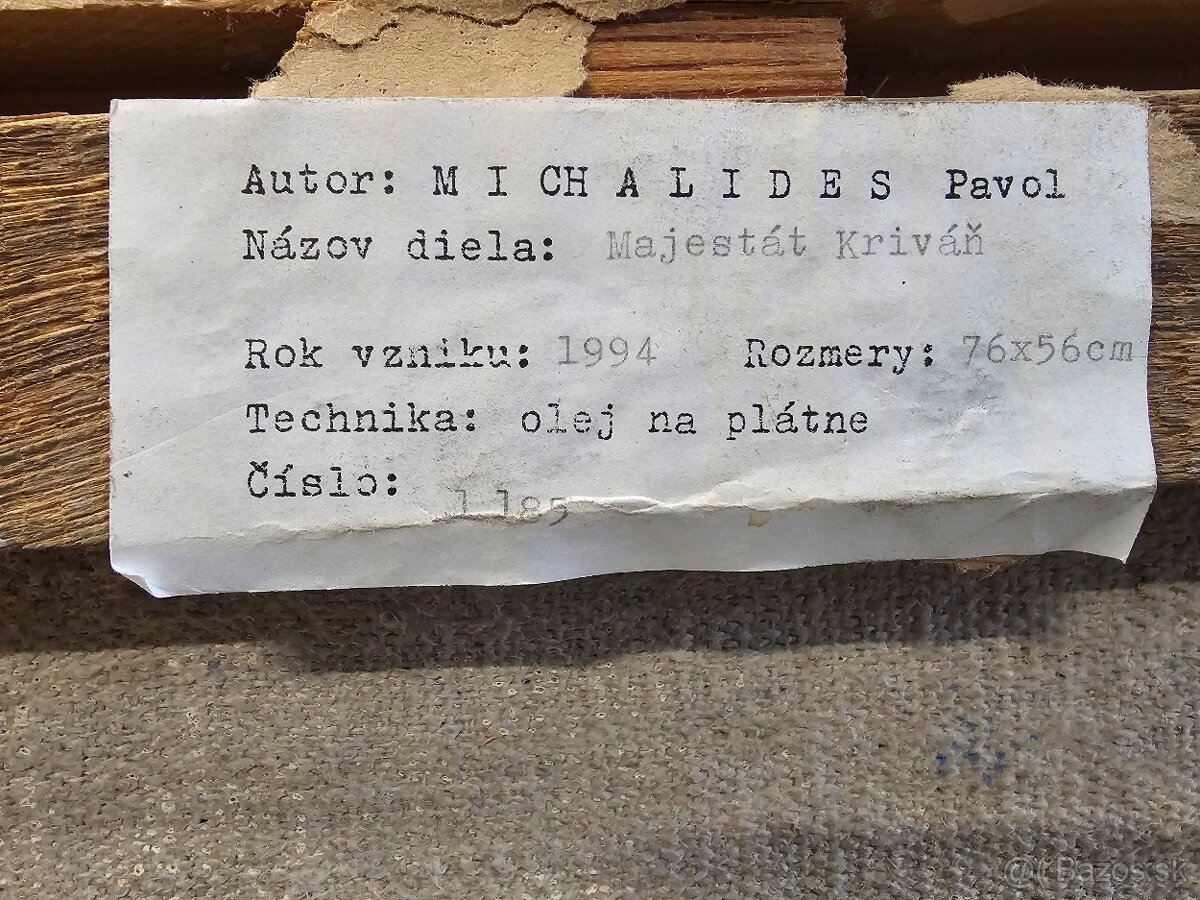 Autor: M I CH A L I D E S Pavol
Názov diela: Majestát Kriváň
Rok vzniku: 1994 Rozmery: 76x56cm
Technika: olej na plátne
Číslo:
@(Bazos.sk